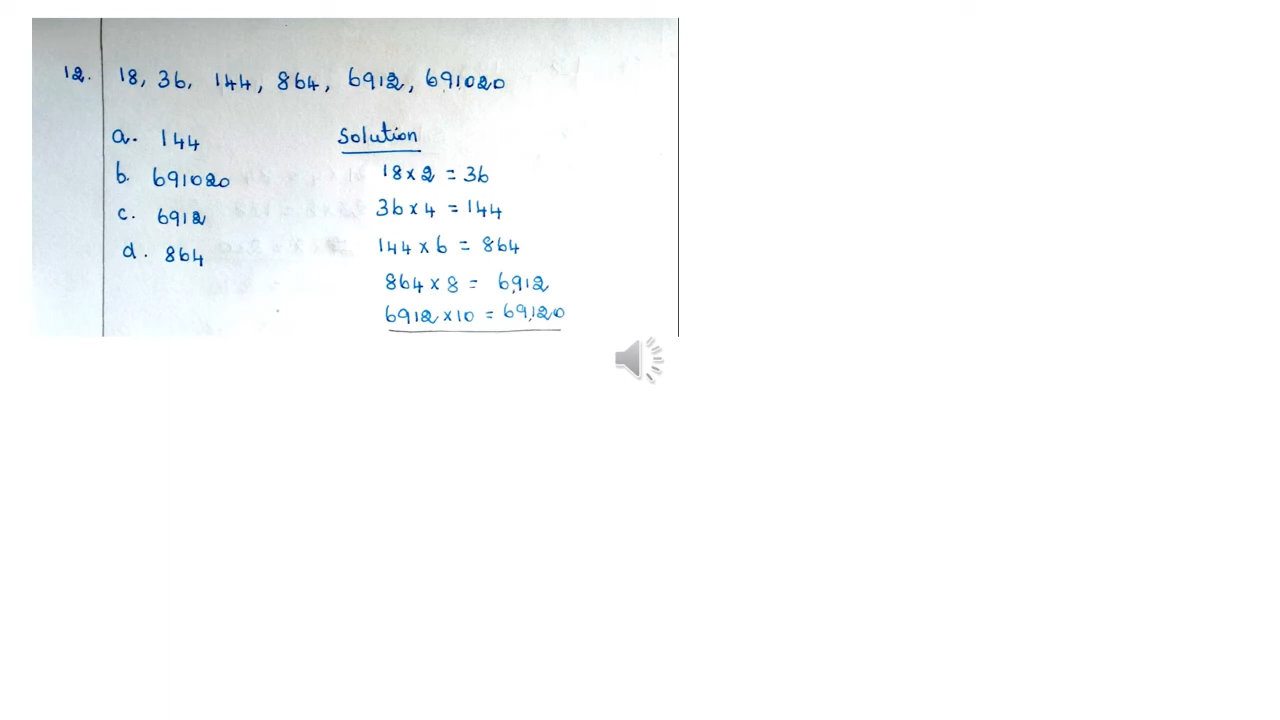 12. 18, 36, 144, 864, 6912, 691020
a. 144
b. 691020
c. 6912
d. 864
Solution
18 × 2 = 36
36 × 4 = 144
144 × 6 = 864
864 × 8 = 6912
6912 × 10 = 69,120